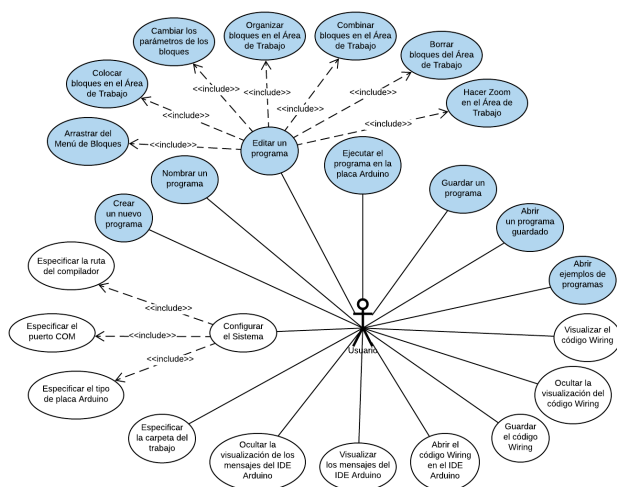 Cambiar los
parámetros de los
bloques
Organizar
bloques en el Área
de Trabajo
Combinar
bloques en el Área
de Trabajo
Borrar
bloques del Área
de Trabajo
Colocar
bloques en el Área
de Trabajo
Hacer Zoom
en el Área de
Trabajo
<<include>>
<<include>>
<<include>>
<<include>>
<<include>>
<<include>>
<<include>>
Arrastrar del
Menú de Bloques
Editar un
programa
Ejecutar el
programa en la
placa Arduino
Nombrar un
programa
Guardar un
programa
Crear
un nuevo
programa
Abrir
un programa
guardado
Abrir
ejemplos de
programas
Especificar la ruta
del compilador
<<include>>
Especificar el
puerto COM
<<include>>
Configurar
el Sistema
<<include>>
Usuario
Visualizar el
código Wiring
Especificar el tipo
de placa Arduino
Ocultar la
visualización del
código Wiring
Especificar
la carpeta del
trabajo
Ocultar la
visualización de los
mensajes del IDE
Arduino
Visualizar
los mensajes del
IDE Arduino
Abrir el
código Wiring
en el IDE
Arduino
Guardar
el código
Wiring